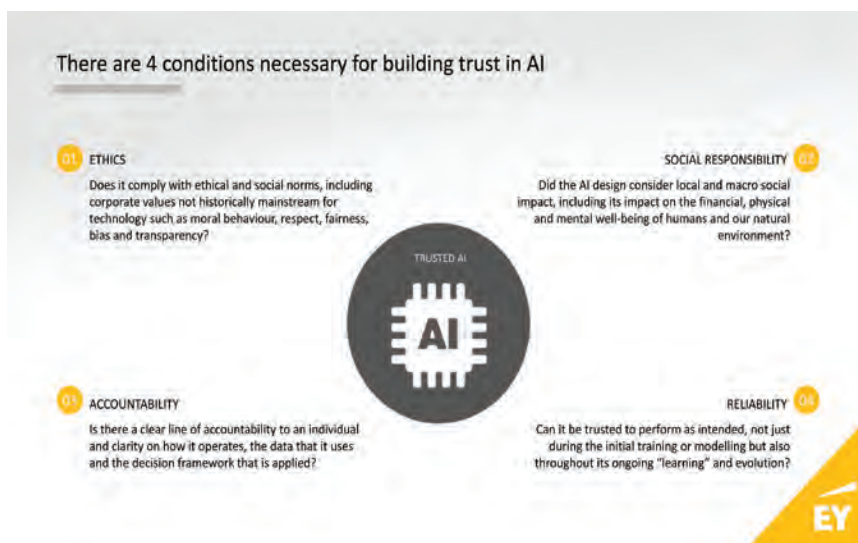 There are 4 conditions necessary for building trust in AI
01 ETHICS
Does it comply with ethical and social norms, including
corporate values not historically mainstream for
technology such as moral behaviour, respect, fairness,
bias and transparency?
SOCIAL RESPONSIBILITY 02
Did the AI design consider local and macro social
impact, including its impact on the financial, physical
and mental well-being of humans and our natural
environment?
TRUSTED AI
AI
03 ACCOUNTABILITY
Is there a clear line of accountability to an individual
and clarity on how it operates, the data that it uses
and the decision framework that is applied?
RELIABILITY 04
Can it be trusted to perform as intended, not just
during the initial training or modelling but also
throughout its ongoing "learning" and evolution?
EY